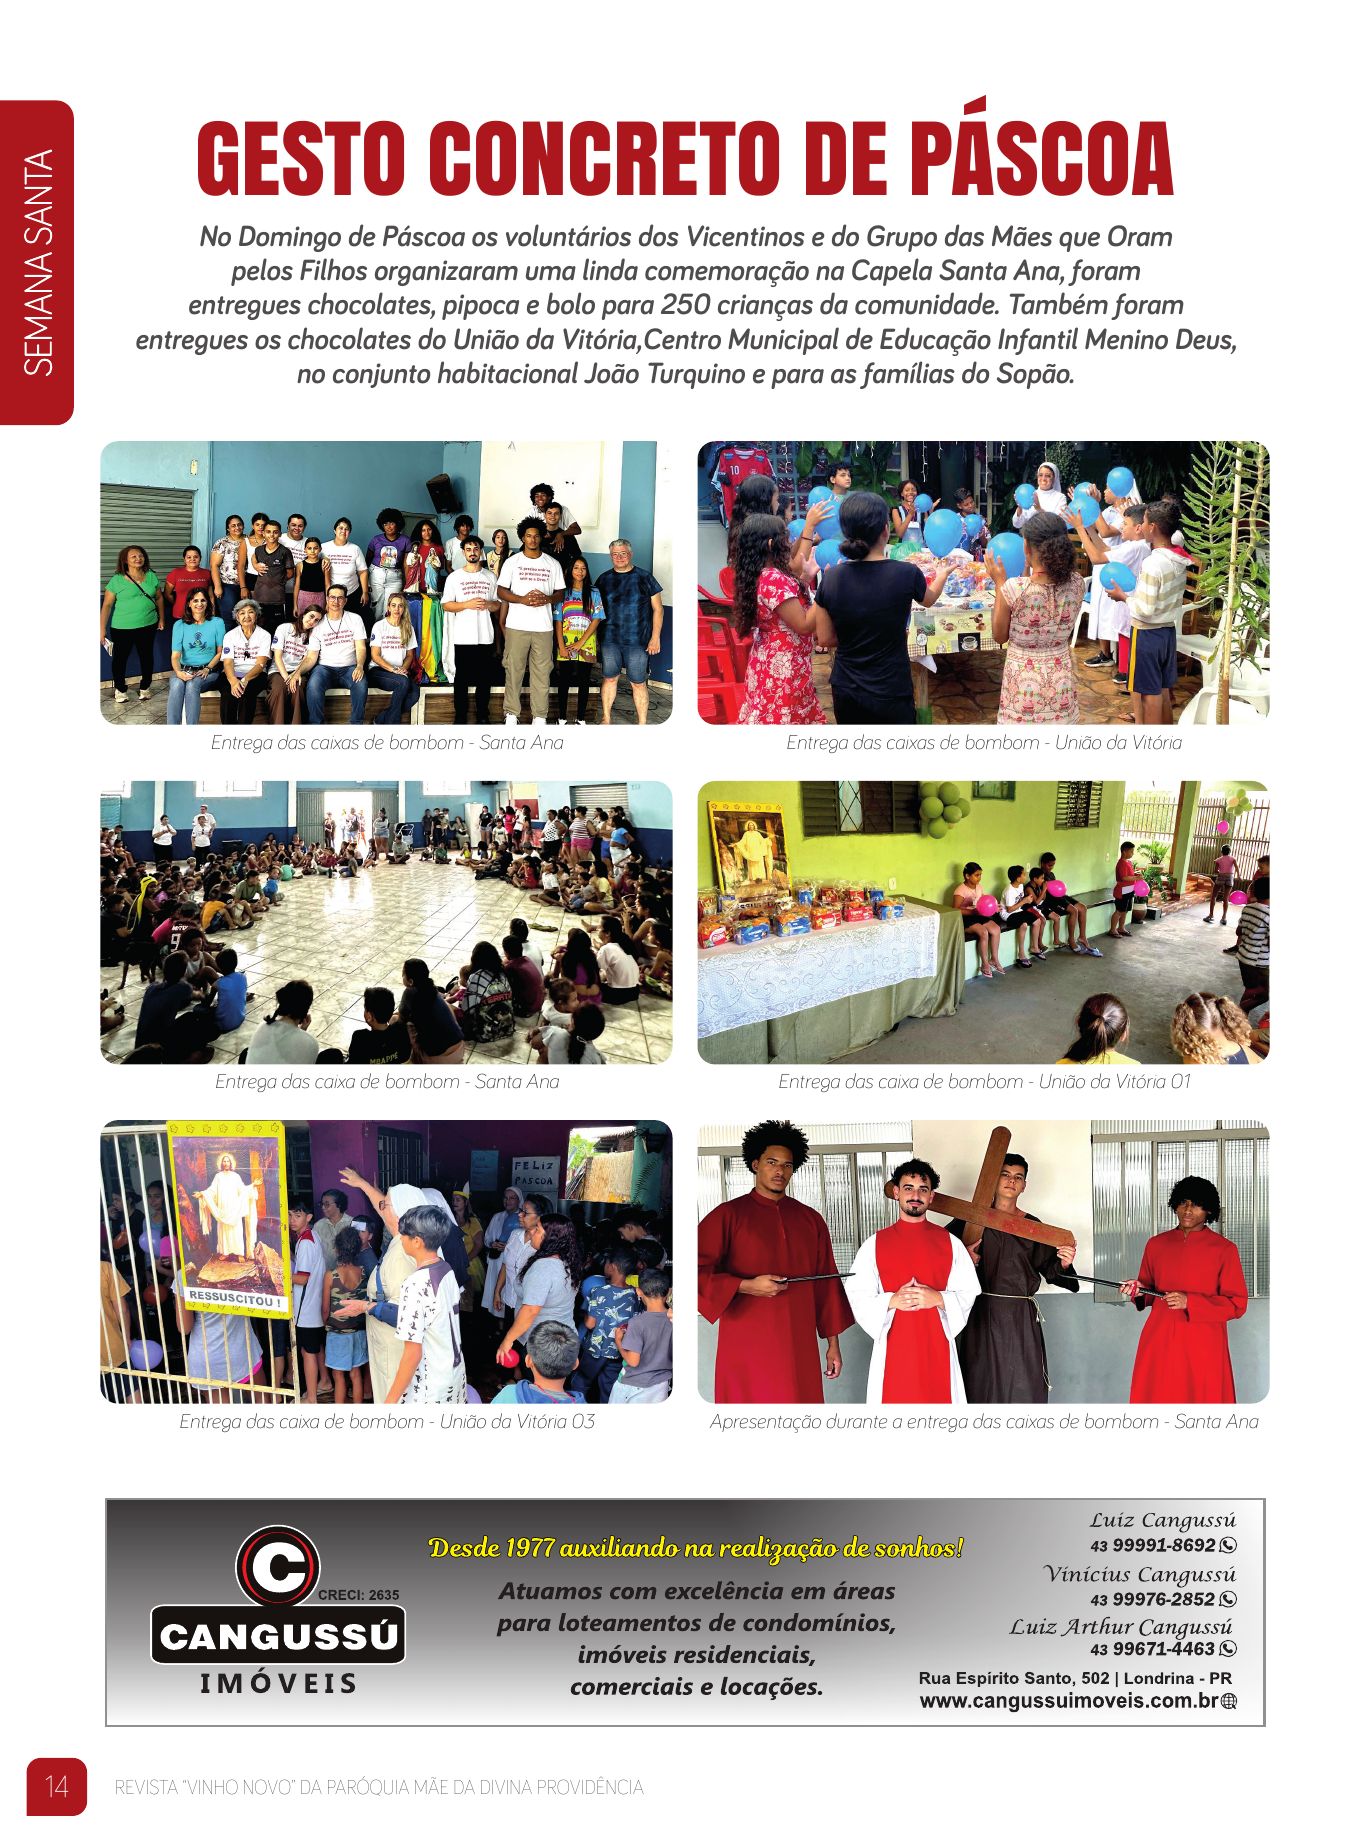 SEMANA SANTA
GESTO CONCRETO DE PÁSCOA
No Domingo de Páscoa os voluntários dos Vicentinos e do Grupo das Mães que Oram
pelos Filhos organizaram uma linda comemoração na Capela Santa Ana, foram
entregues chocolates, pipoca e bolo para 250 crianças da comunidade. Também foram
entregues os chocolates do União da Vitória,Centro Municipal de Educação Infantil Menino Deus,
no conjunto habitacional João Turquino e para as famílias do Sopão.
10
Entrega das caixas de bombom - Santa Ana
Entrega das caixas de bombom - União da Vitória
9
MBAPPÉ
Entrega das caixa de bombom - Santa Ana
Entrega das caixa de bombom - União da Vitória 01
FELIZ
PASCOA
RESSUSCITOU !
Entrega das caixa de bombom - União da Vitória 03
Apresentação durante a entrega das caixas de bombom - Santa Ana
C
CRECI: 2635
CANGUSSÚ
IMÓVEIS
Desde 1977 auxiliando na realização de sonhos!
Atuamos com excelência em áreas
para loteamentos de condomínios,
imóveis residenciais,
comerciais e locações.
Luiz Cangussú
43 99991-8692
Vinícius Cangussú
43 99976-2852
Luiz Arthur Cangussú
43 99671-4463
Rua Espírito Santo, 502 | Londrina - PR
www.cangussuimoveis.com.br
14
REVISTA "VINHO NOVO" DA PARÓQUIA MÃE DA DIVINA PROVIDÊNCIA